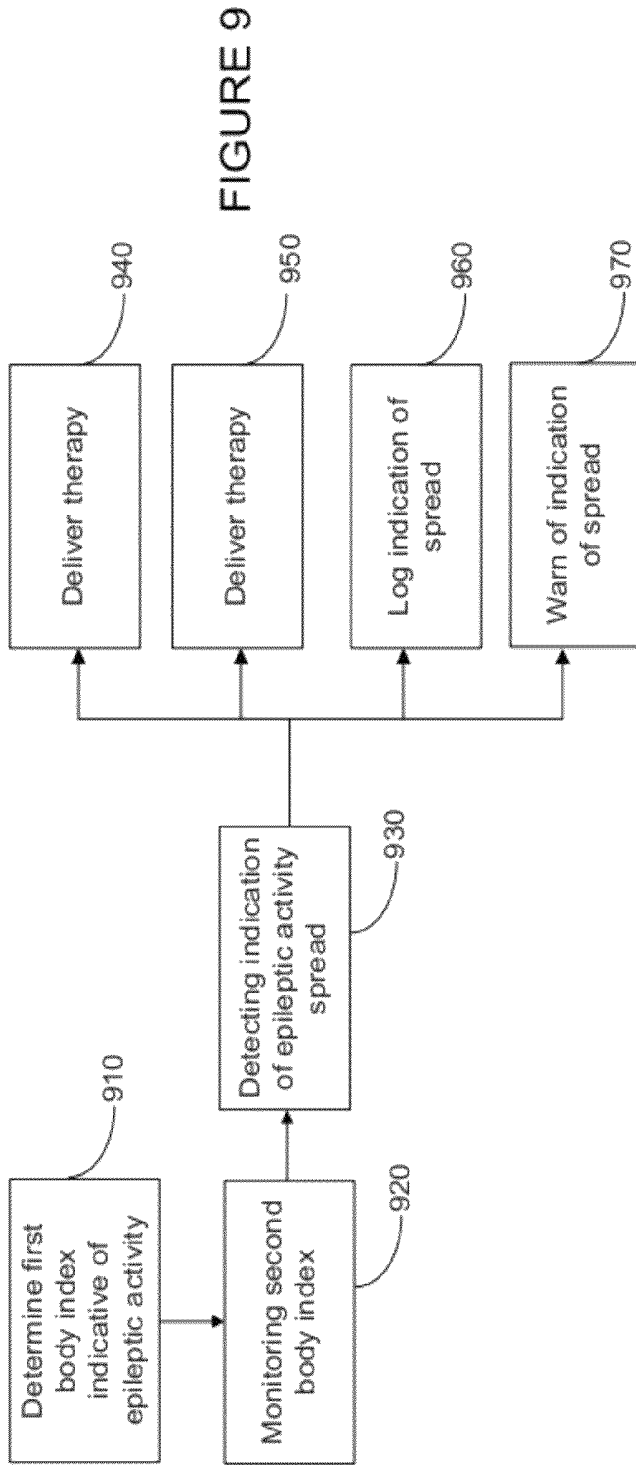 Determine first
body index
indicative of
epileptic activity
910
Monitoring second
body index
920
Detecting indication
of epileptic activity
spread
930
Deliver therapy
940
Deliver therapy
950
Log indication of
spread
960
Warn of indication
of spread
970
FIGURE 9